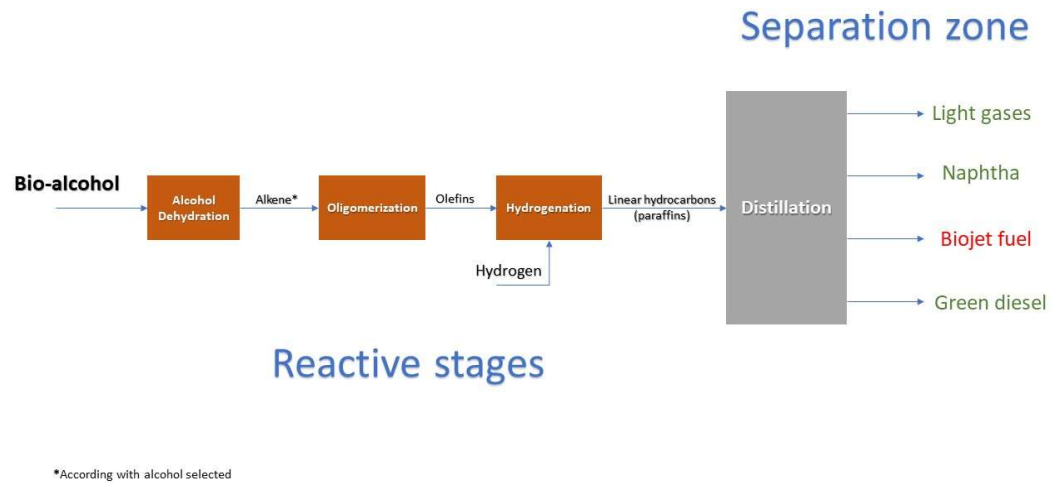 Separation zone
Light gases
Bio-alcohol
Alcohol
Dehydration
Alkene*
Oligomerization
Olefins
Hydrogenation
Linear hydrocarbons
(paraffins)
Distillation
Naphtha
Biojet fuel
Hydrogen
Green diesel
Reactive stages
*According with alcohol selected